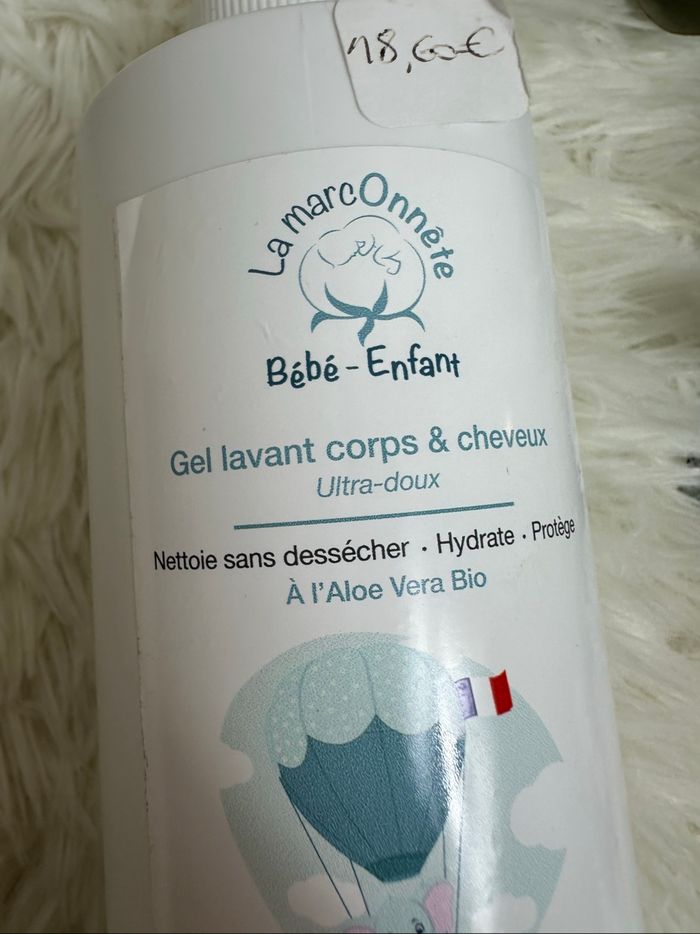 18,60€
La marcOnnête
Bébé - Enfant
Gel lavant corps & cheveux
Ultra-doux
Nettoie sans dessécher · Hydrate · Protège
À l'Aloe Vera Bio